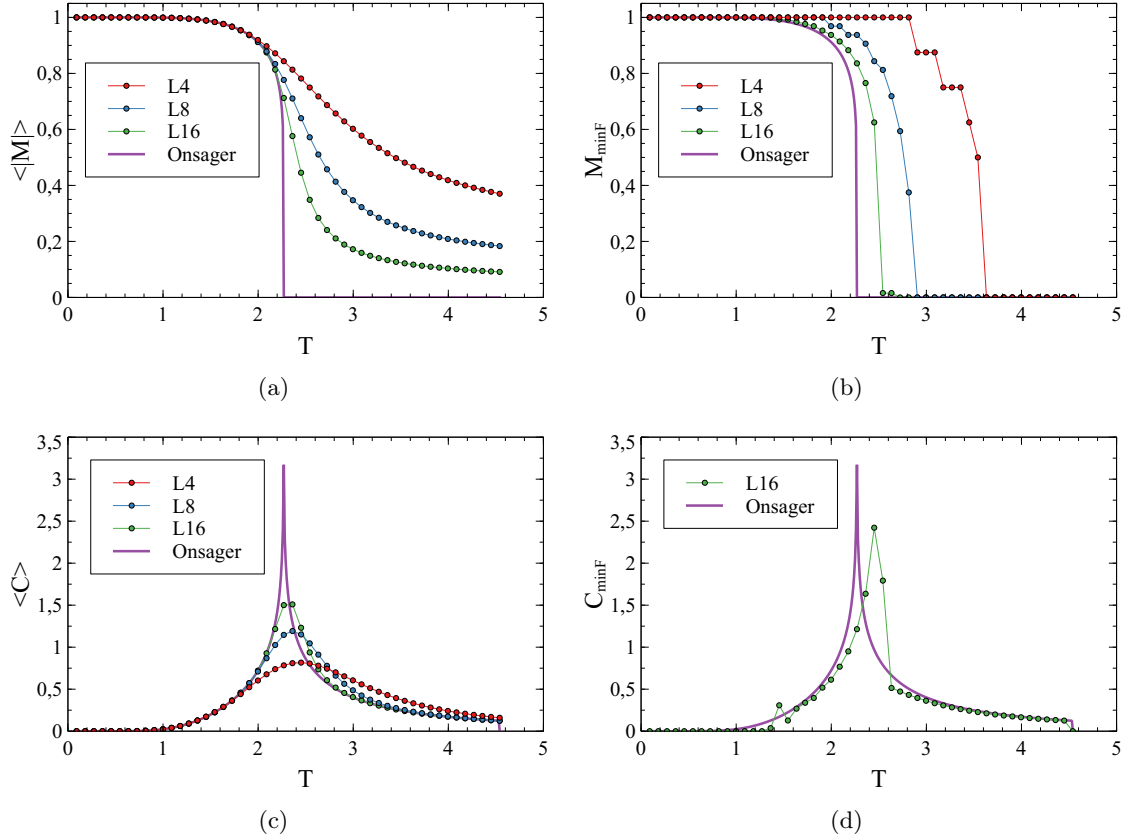 1
0,8
0,6
0,4
0,2
0
<|M|>
L4
L8
L16
Onsager
0 1 2 3 4 5
T
(a)
1
0,8
0,6
0,4
0,2
0
M_minF
L4
L8
L16
Onsager
0 1 2 3 4 5
T
(b)
3,5
3
2,5
2
1,5
1
0,5
0
<C>
L4
L8
L16
Onsager
0 1 2 3 4 5
T
(c)
3,5
3
2,5
2
1,5
1
0,5
0
C_minF
L16
Onsager
0 1 2 3 4 5
T
(d)